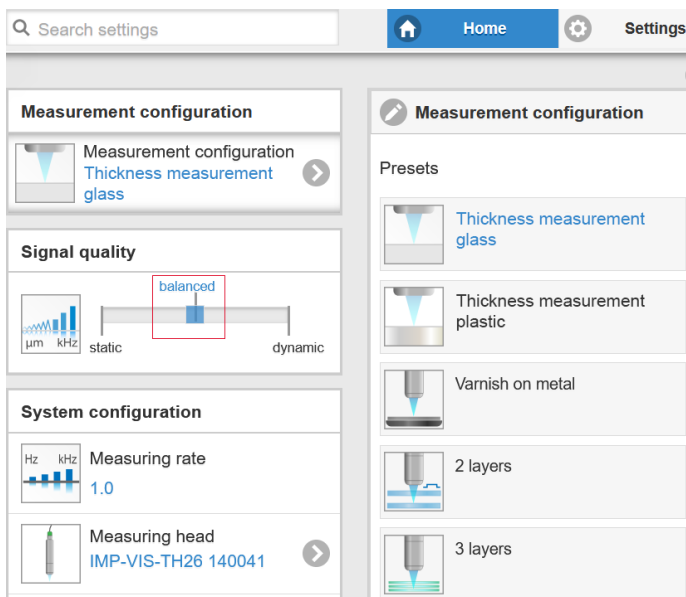 Search settings
Home
Settings
Measurement configuration
Measurement configuration
Thickness measurement
glass
Signal quality
balanced
µm kHz
static
dynamic
System configuration
Hz kHz
Measuring rate
1.0
Measuring head
IMP-VIS-TH26 140041
Measurement configuration
Presets
Thickness measurement
glass
Thickness measurement
plastic
Varnish on metal
2 layers
3 layers